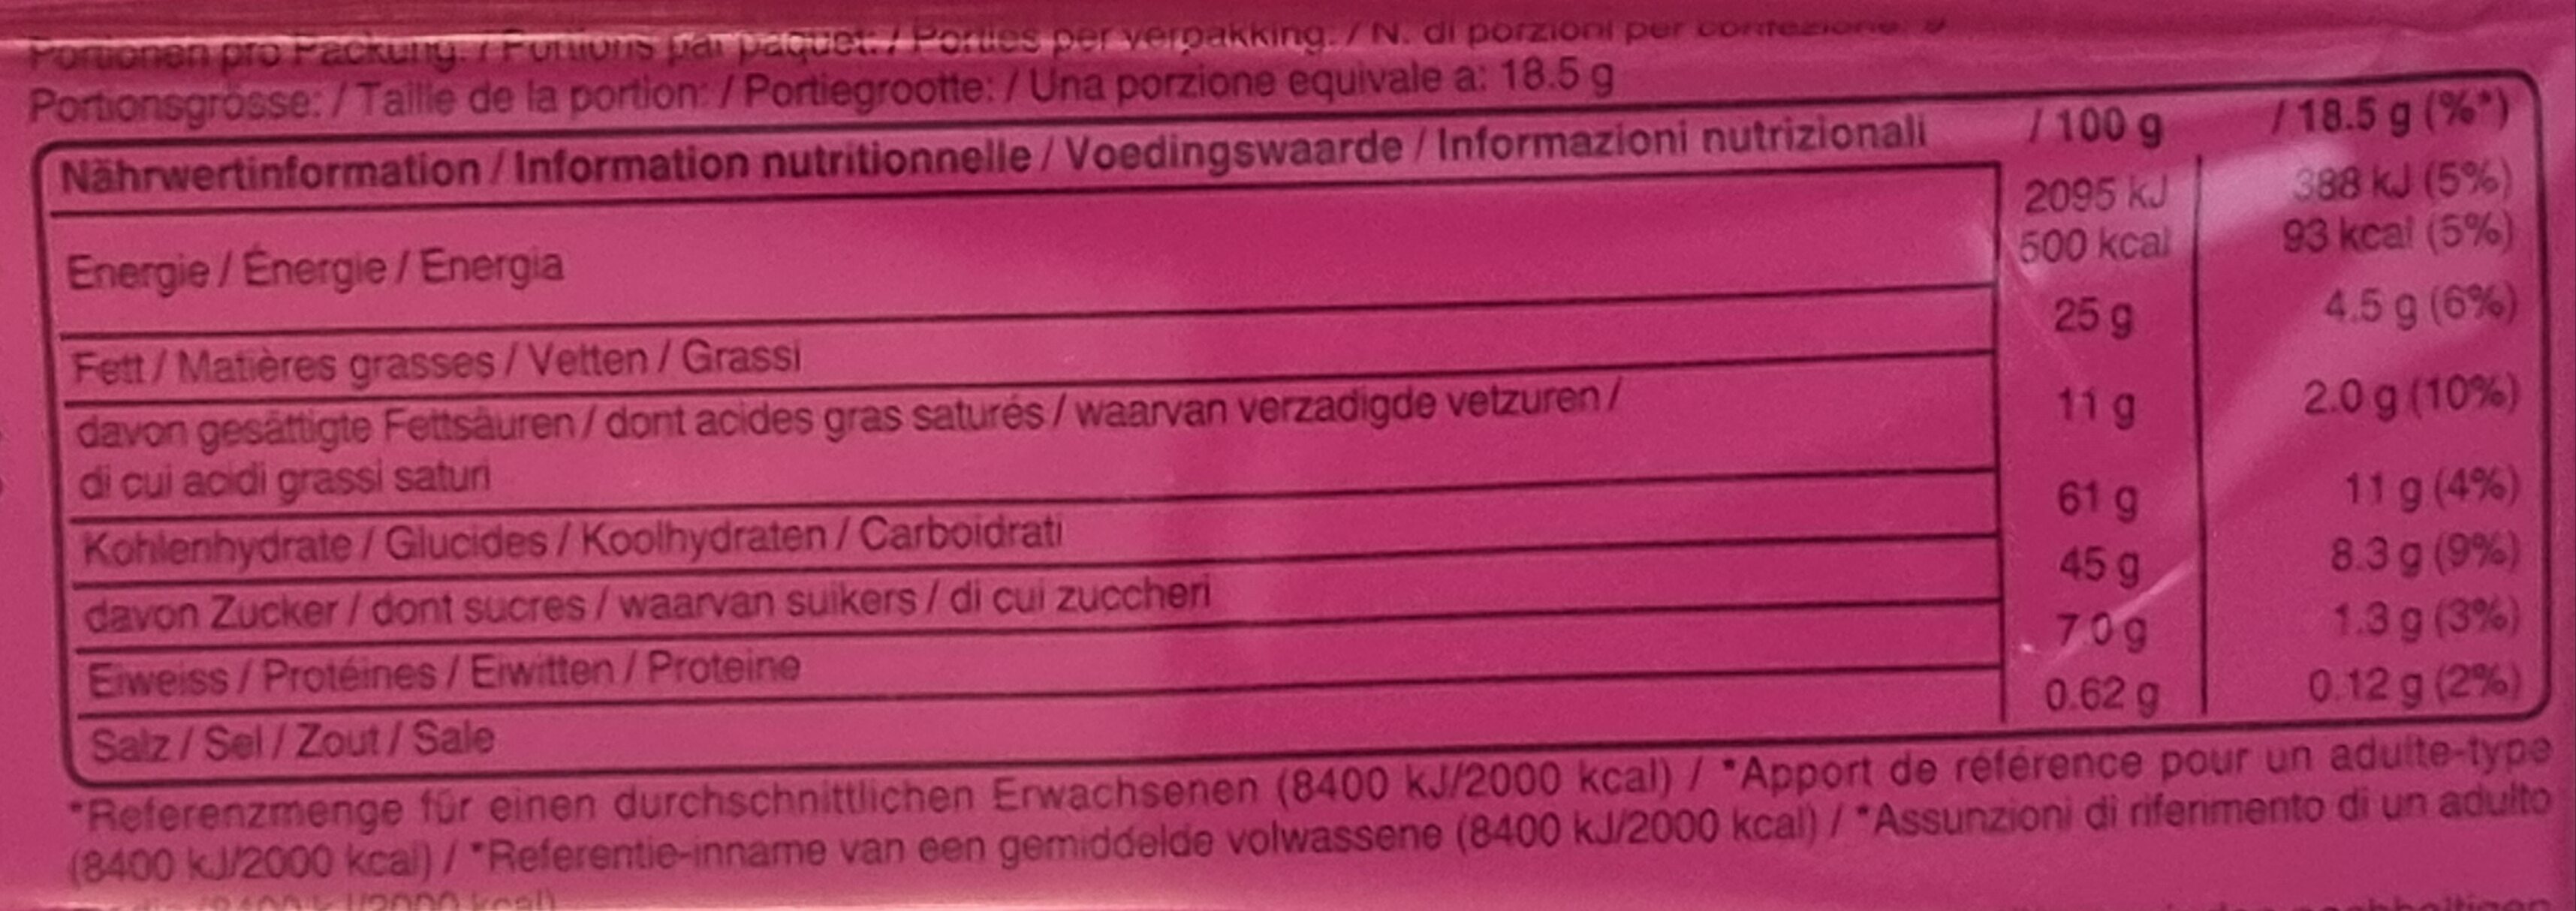 Portionen pro Packung: / Portions par paquet: / Porties per verpakking: / N. di porzioni per confezione:
Portionsgrösse: / Taille de la portion: / Portiegrootte: / Una porzione equivale a: 18.5 g
Nährwertinformation / Information nutritionnelle / Voedingswaarde / Informazioni nutrizionali / 100 g / 18.5 g (%*)
Energie / Énergie / Energia 2095 kJ 388 kJ (5%)
500 kcal 93 kcal (5%)
Fett / Matières grasses / Vetten / Grassi 25 g 4.5 g (6%)
davon gesättigte Fettsäuren / dont acides gras saturés / waarvan verzadigde vetzuren / 11 g 2.0 g (10%)
di cui acidi grassi saturi
Kohlenhydrate / Glucides / Koolhydraten / Carboidrati 61 g 11 g (4%)
davon Zucker / dont sucres / waarvan suikers / di cui zuccheri 45 g 8.3 g (9%)
Eiweiss / Protéines / Eiwitten / Proteine 7.0 g 1.3 g (3%)
Salz / Sel / Zout / Sale 0.62 g 0.12 g (2%)
*Referenzmenge für einen durchschnittlichen Erwachsenen (8400 kJ/2000 kcal) / *Apport de référence pour un adulte-type
(8400 kJ/2000 kcal) / *Referentie-inname van een gemiddelde volwassene (8400 kJ/2000 kcal) / *Assunzioni di riferimento di un adulto
(8400 kJ/2000 kcal)